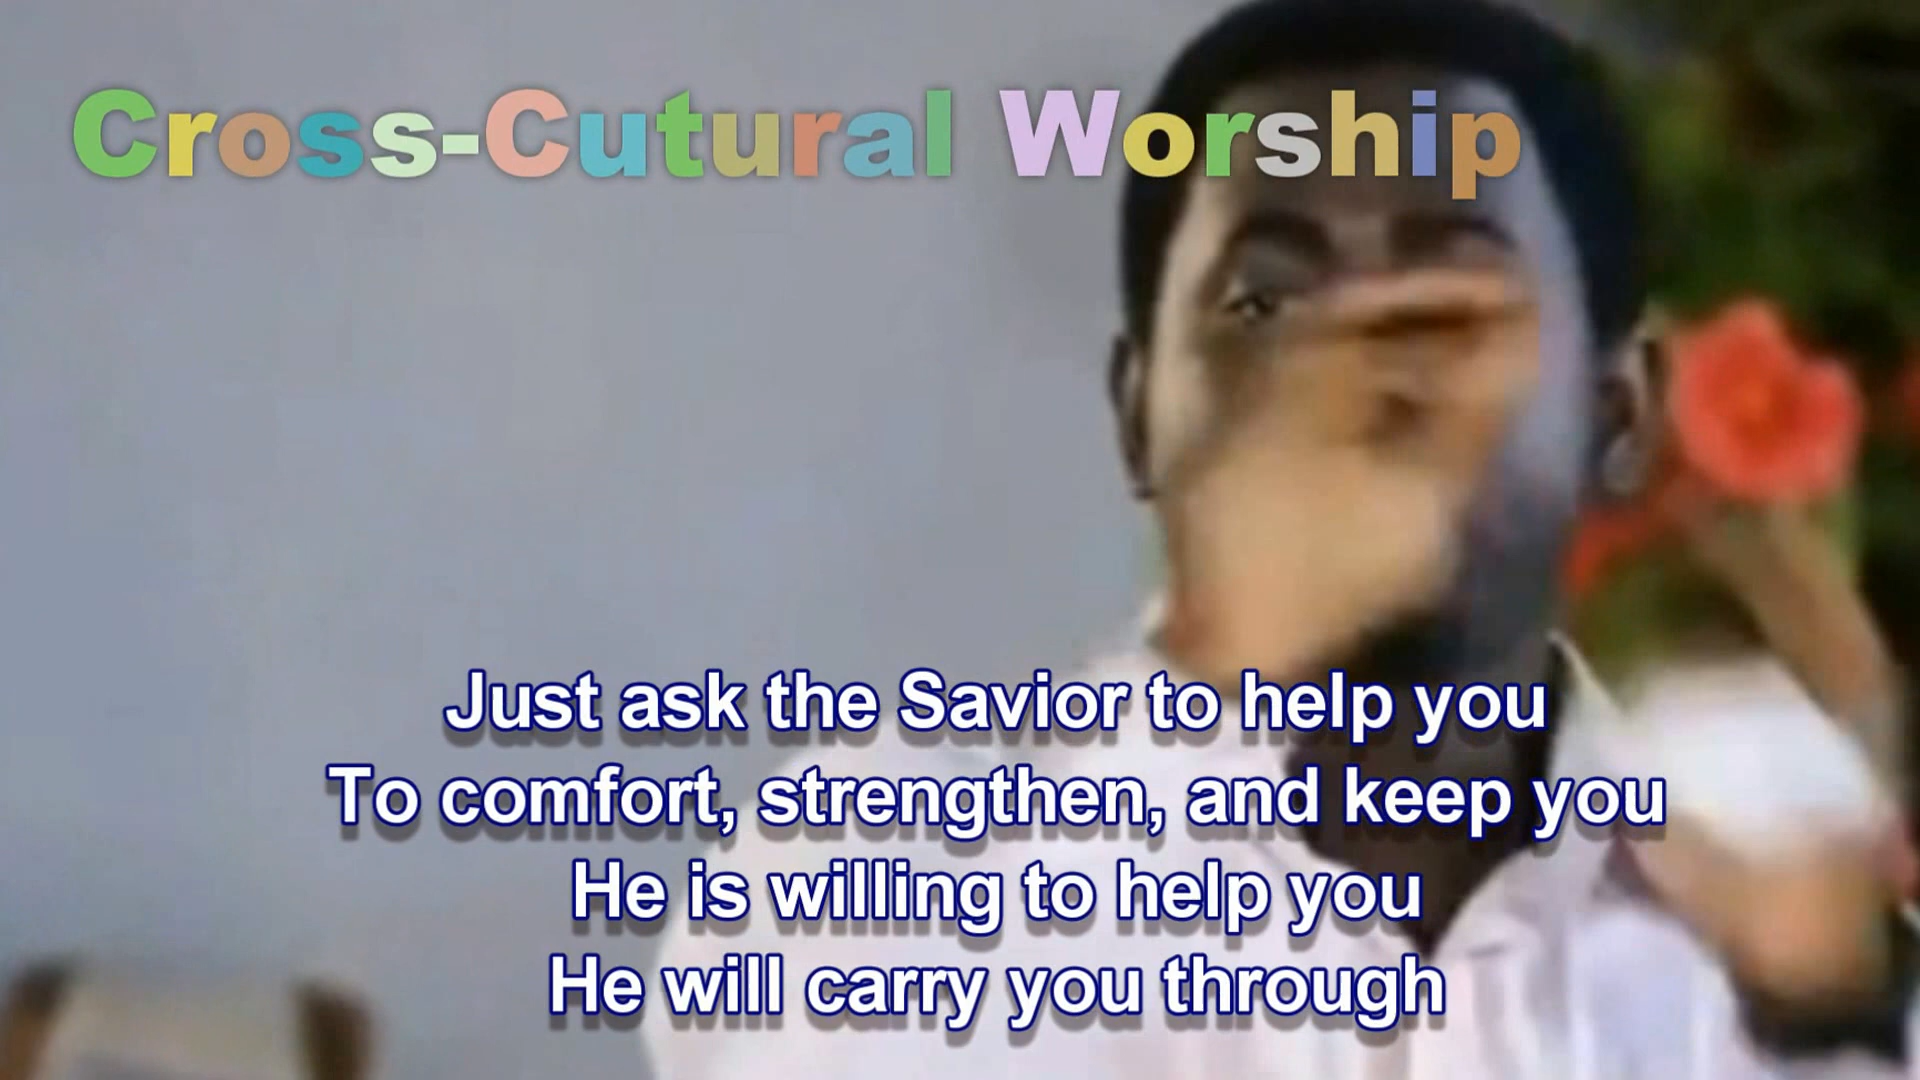 Cross-Cutural Worship
Just ask the Savior to help you
To comfort, strengthen, and keep you
He is willing to help you
He will carry you through